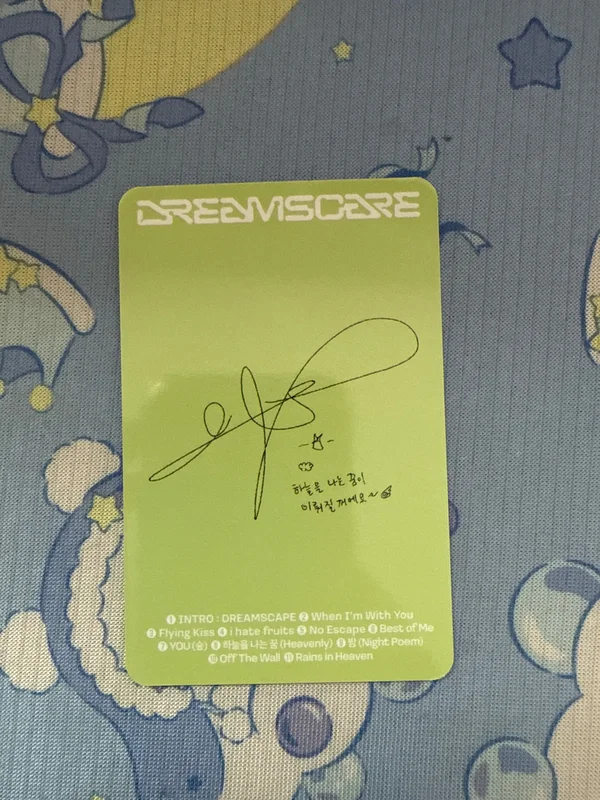 DREAMSCAPE
하늘을 나는 꿈이
이뤄질 꺼에요~
❶ INTRO : DREAMSCAPE ❷ When I'm With You
❸ Flying Kiss ❹ i hate fruits ❺ No Escape ❻ Best of Me
❼ YOU (숨) ❽ 하늘을 나는 꿈 (Heavenly) ❾ 밤 (Night Poem)
❿ Off The Wall ⓫ Rains in Heaven